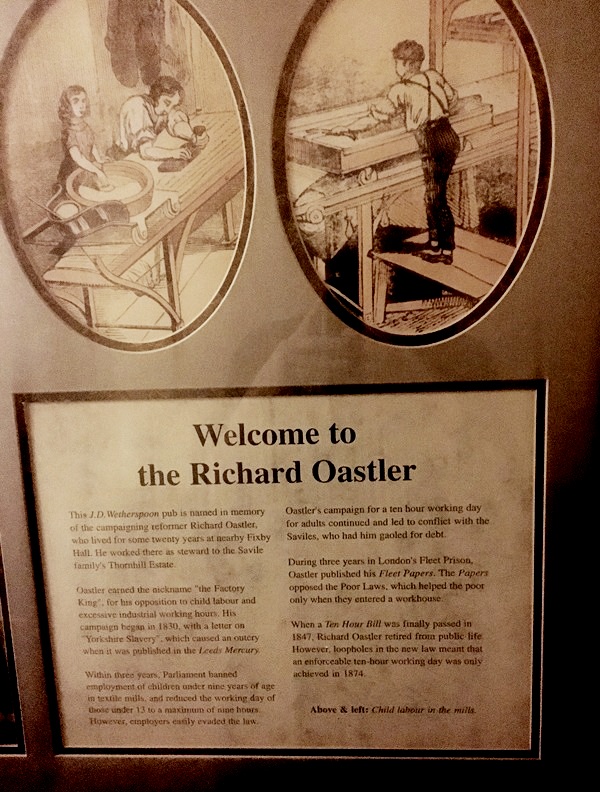 Welcome to
the Richard Oastler
This J.D.Wetherspoon pub is named in memory
of the campaigning reformer Richard Oastler,
who lived for some twenty years at nearby Fixby
Hall. He worked there as steward to the Savile
family's Thornhill Estate.
Oastler earned the nickname "the Factory
King", for his opposition to child labour and
excessive industrial working hours. His
campaign began in 1830, with a letter on
"Yorkshire Slavery", which caused an outcry
when it was published in the Leeds Mercury.
Within three years, Parliament banned
employment of children under nine years of age
in textile mills, and reduced the working day of
those under 13 to a maximum of nine hours.
However, employers easily evaded the law.
Oastler's campaign for a ten hour working day
for adults continued and led to conflict with the
Saviles, who had him gaoled for debt.
During three years in London's Fleet Prison,
Oastler published his Fleet Papers. The Papers
opposed the Poor Laws, which helped the poor
only when they entered a workhouse.
When a Ten Hour Bill was finally passed in
1847, Richard Oastler retired from public life.
However, loopholes in the new law meant that
an enforceable ten-hour working day was only
achieved in 1874.
Above & left: Child labour in the mills.